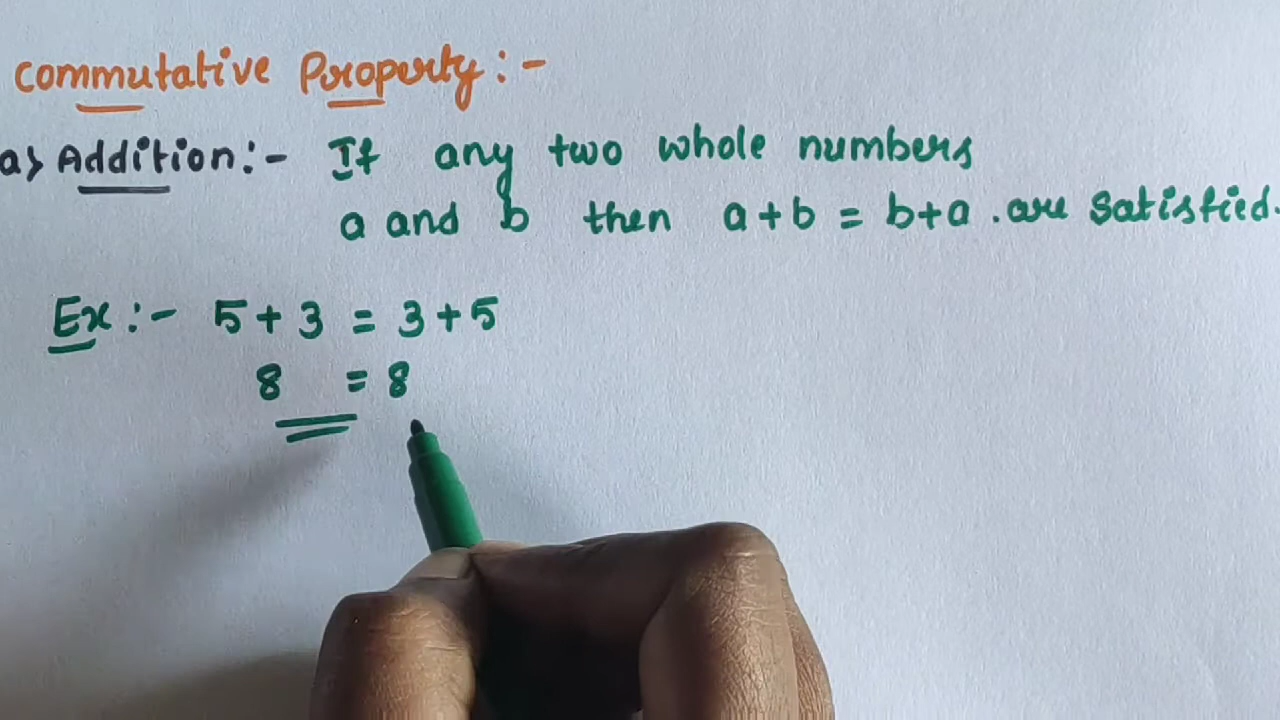 Commutative Property:-
a) Addition:- If any two whole numbers
a and b then a+b = b+a . are satisfied.
Ex:- 5+3 = 3+5
8 = 8